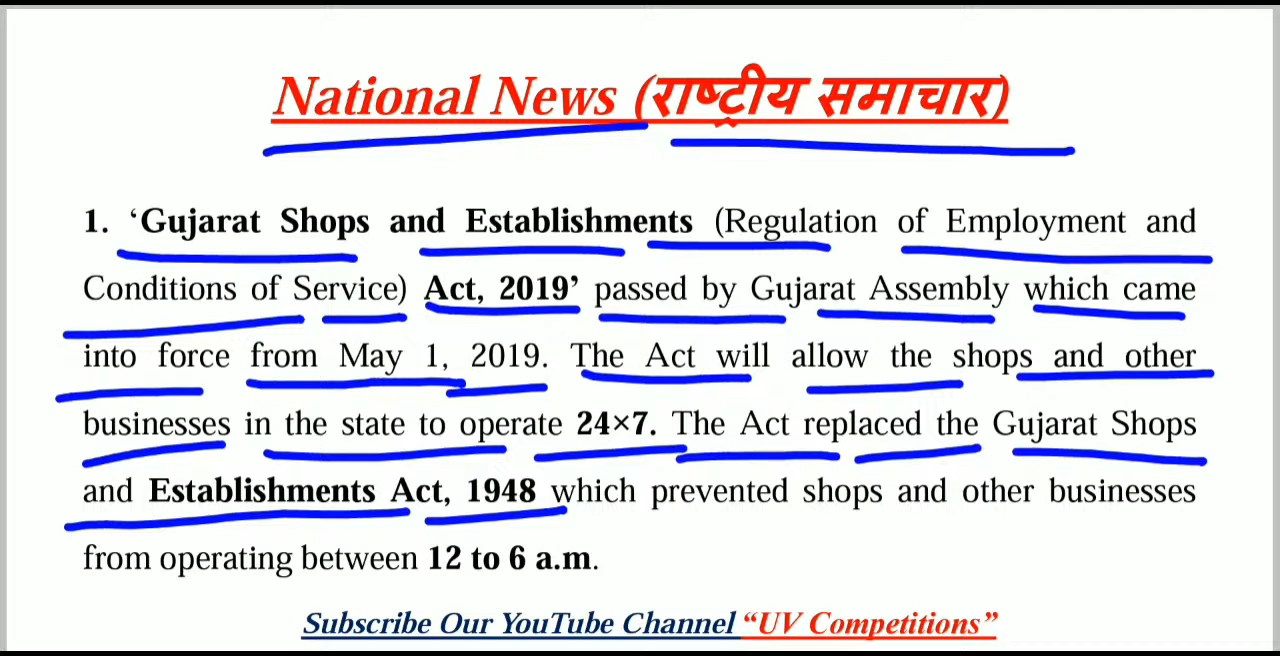 National News (राष्ट्रीय समाचार)
1. ‘Gujarat Shops and Establishments (Regulation of Employment and
Conditions of Service) Act, 2019’ passed by Gujarat Assembly which came
into force from May 1, 2019. The Act will allow the shops and other
businesses in the state to operate 24×7. The Act replaced the Gujarat Shops
and Establishments Act, 1948 which prevented shops and other businesses
from operating between 12 to 6 a.m.
Subscribe Our YouTube Channel “UV Competitions”